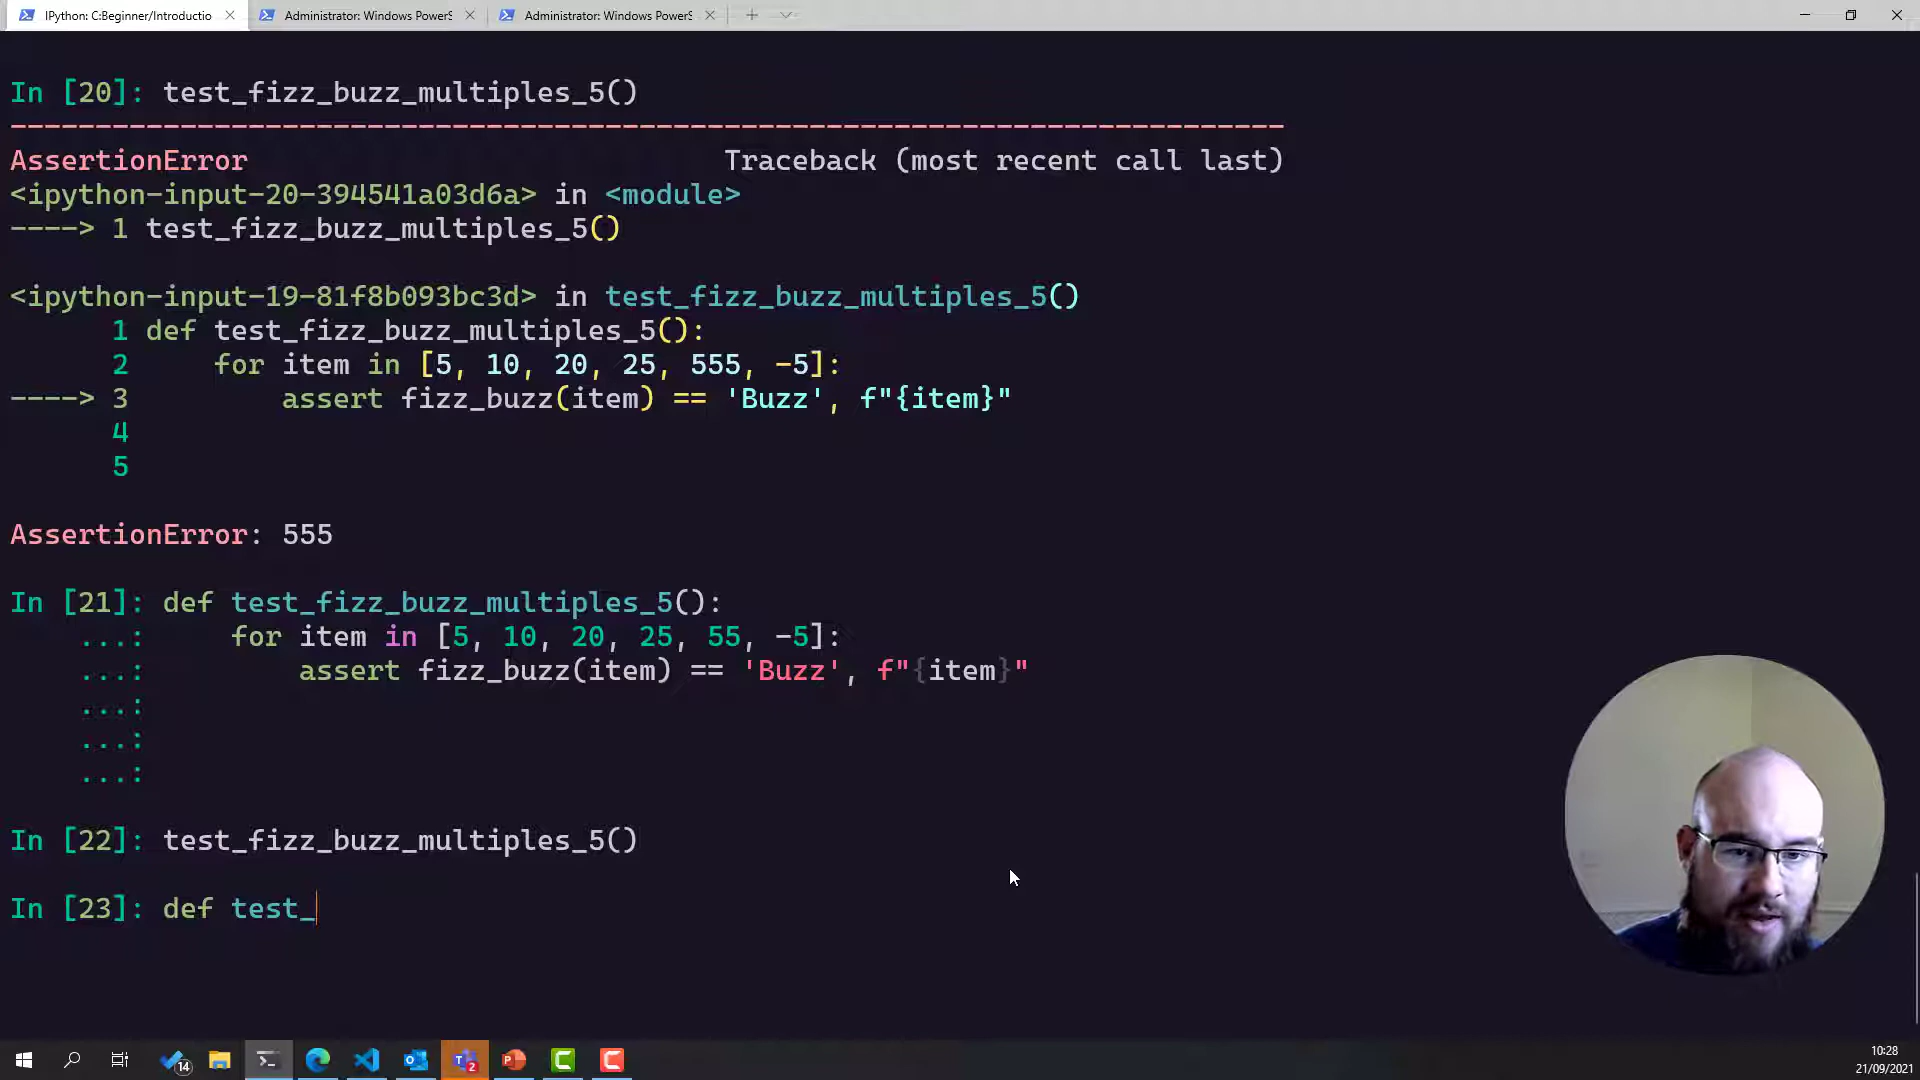 IPython: C:Beginner/Introductio
Administrator: Windows PowerS
Administrator: Windows PowerS
In [20]: test_fizz_buzz_multiples_5()
---------------------------------------------------------------------------
AssertionError                            Traceback (most recent call last)
<ipython-input-20-394541a03d6a> in <module>
----> 1 test_fizz_buzz_multiples_5()
<ipython-input-19-81f8b093bc3d> in test_fizz_buzz_multiples_5()
      1 def test_fizz_buzz_multiples_5():
      2     for item in [5, 10, 20, 25, 555, -5]:
----> 3         assert fizz_buzz(item) == 'Buzz', f"{item}"
      4
      5
AssertionError: 555
In [21]: def test_fizz_buzz_multiples_5():
    ...:     for item in [5, 10, 20, 25, 55, -5]:
    ...:         assert fizz_buzz(item) == 'Buzz', f"{item}"
    ...:
    ...:
    ...:
In [22]: test_fizz_buzz_multiples_5()
In [23]: def test_
14
2
10:28
21/09/2021